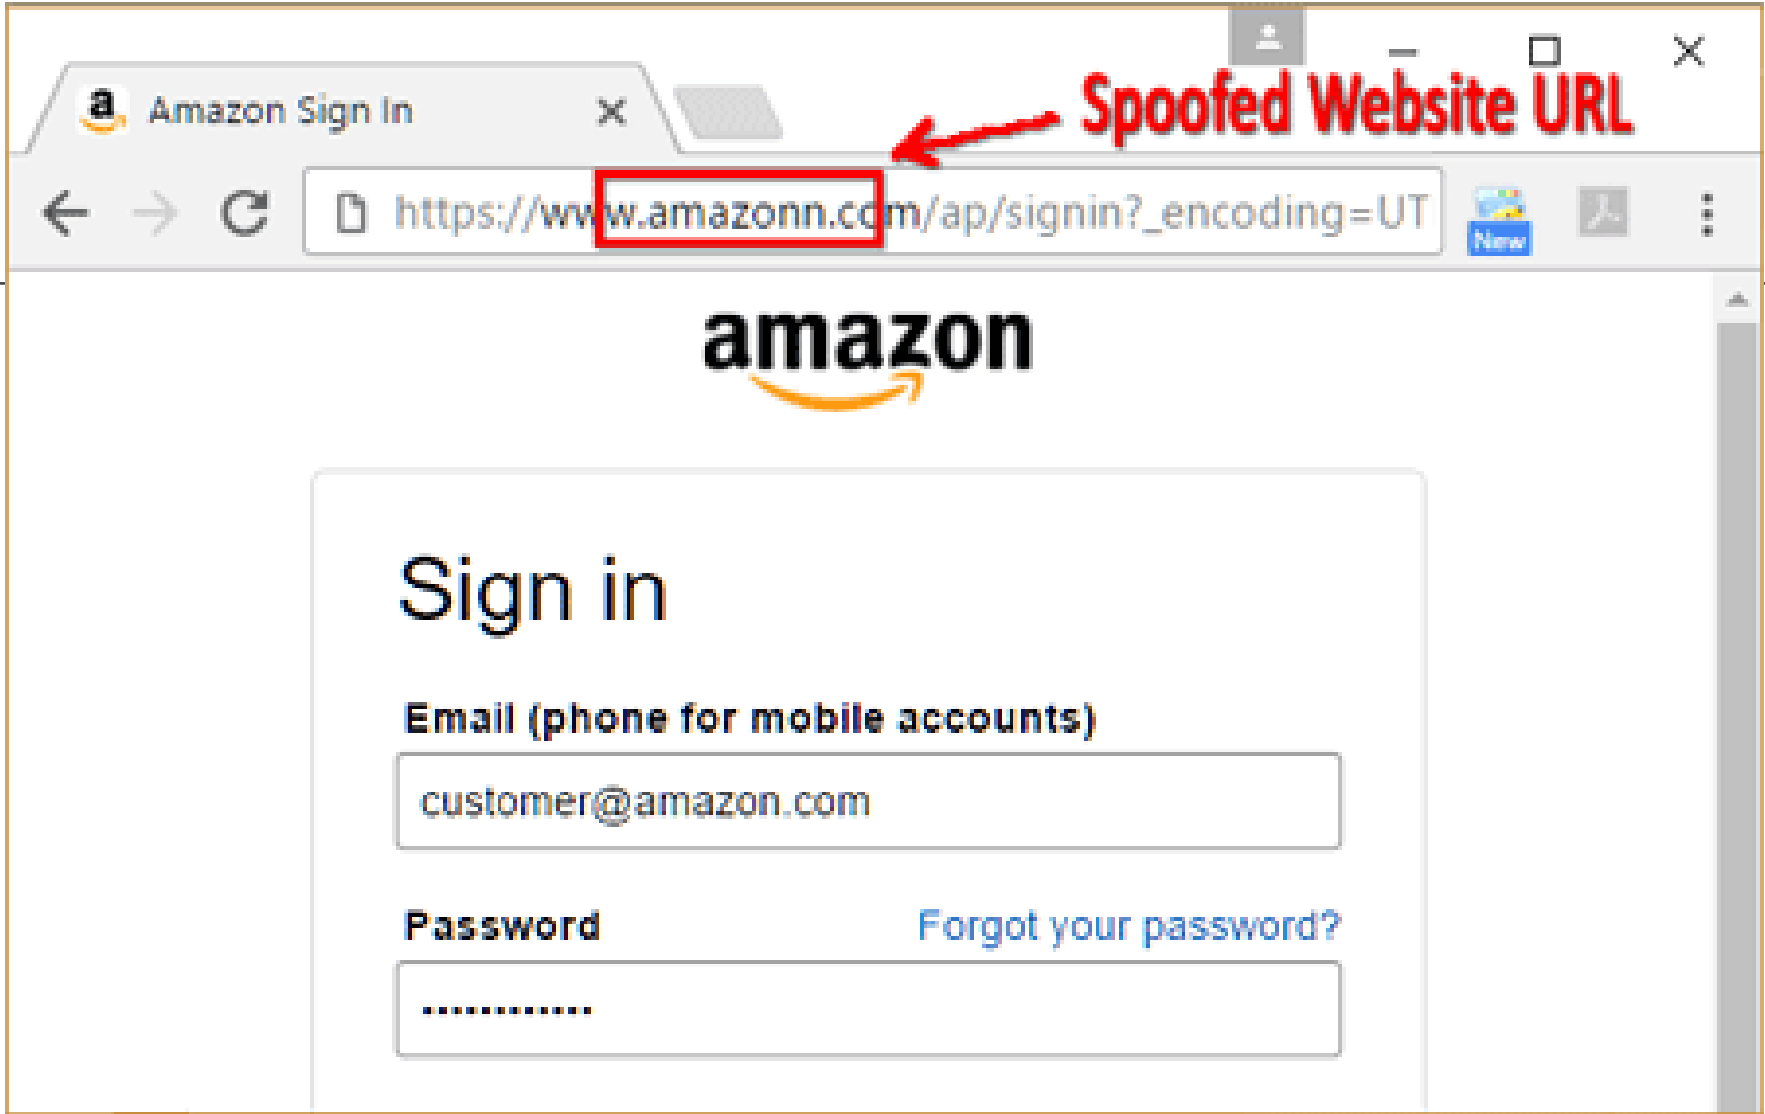 Amazon Sign In
Spoofed Website URL
https://www.amazonn.com/ap/signin?_encoding=UT
New
amazon
Sign in
Email (phone for mobile accounts)
customer@amazon.com
Password Forgot your password?
••••••••••••